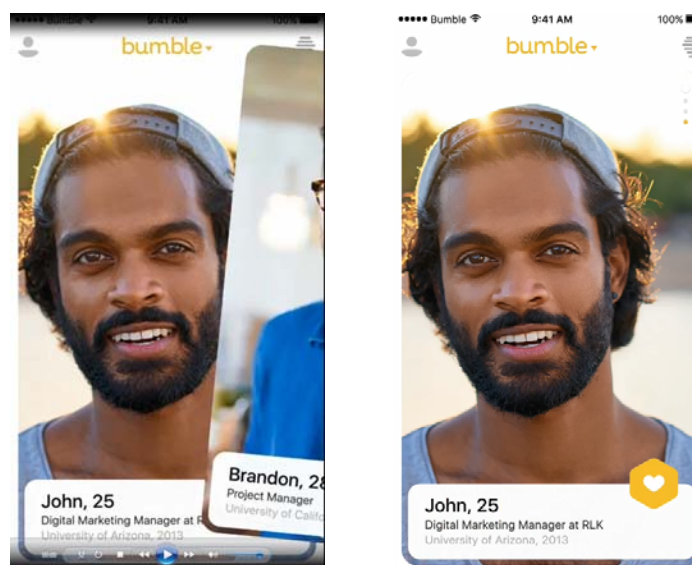 Bumble 9:41 AM 100%
bumble
John, 25
Digital Marketing Manager at R
University of Arizona, 2013
Brandon, 28
Project Manager
University of Califo
Bumble 9:41 AM 100%
bumble
John, 25
Digital Marketing Manager at RLK
University of Arizona, 2013